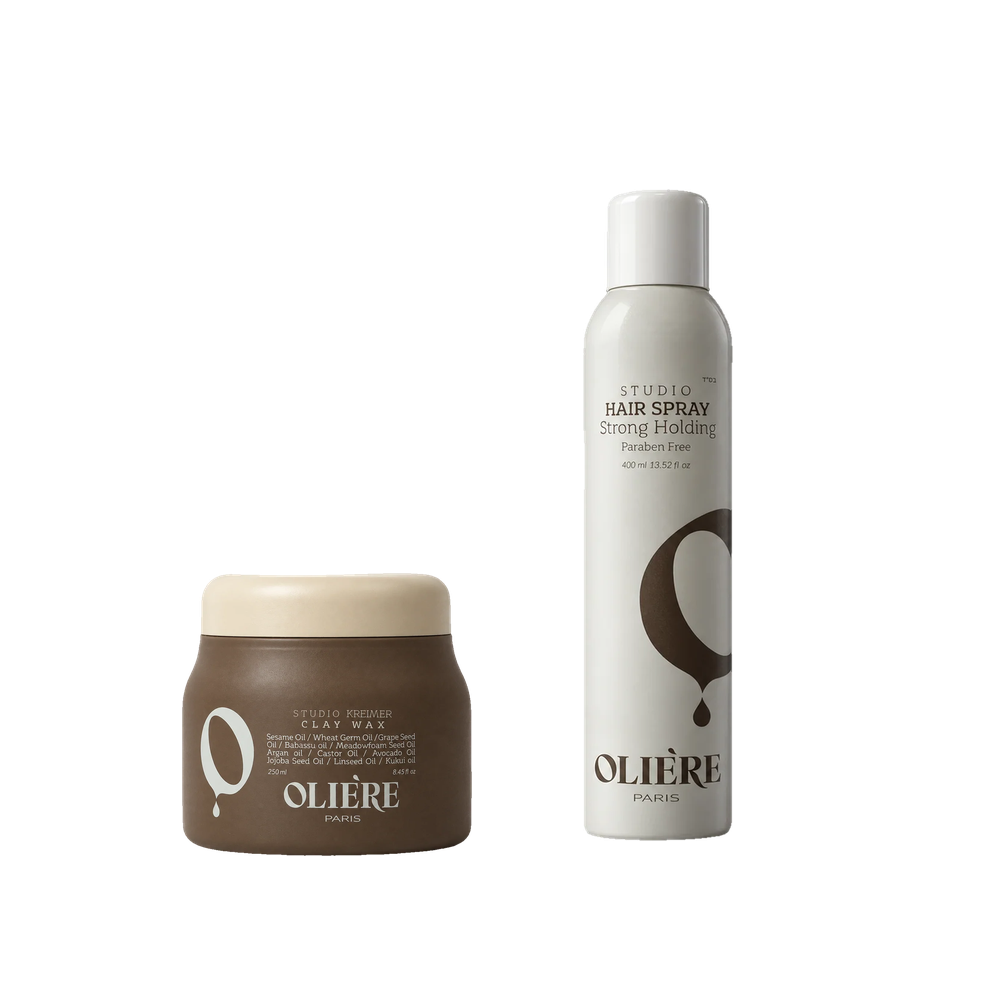 STUDIO KREIMER
CLAY WAX
Sesame Oil / Wheat Germ Oil /Grape Seed
Oil / Babassu oil / Meadowfoam Seed Oil
Argan oil / Castor Oil / Avocado Oil
Jojoba Seed Oil / Linseed Oil / Kukui oil
250 ml 8.45 fl oz
OLIÈRE
PARIS
בס"ד
STUDIO
HAIR SPRAY
Strong Holding
Paraben Free
400 ml 13.52 fl oz
OLIÈRE
PARIS